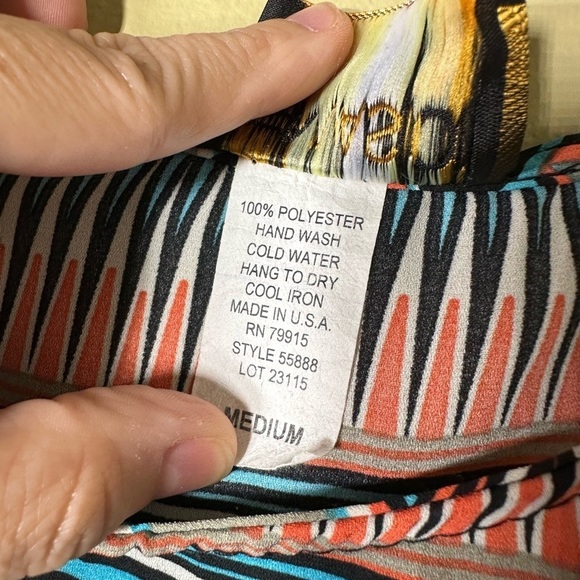 100% POLYESTER
HAND WASH
COLD WATER
HANG TO DRY
COOL IRON
MADE IN U.S.A.
RN 79915
STYLE 55888
LOT 23115
MEDIUM